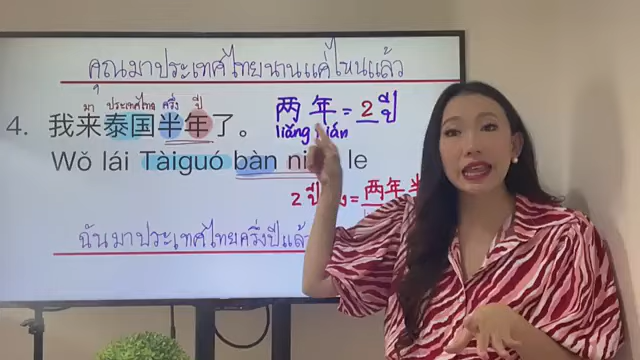 คุณมาประเทศไทยนานแค่ไหนแล้ว
มา ประเทศไทย ครึ่ง ปี
4. 我来泰国半年了。
Wǒ lái Tàiguó bàn le
两年=2ปี
liǎng nián
2 ปี = 两年半
ฉันมาประเทศไทยครึ่งปีแล้ว